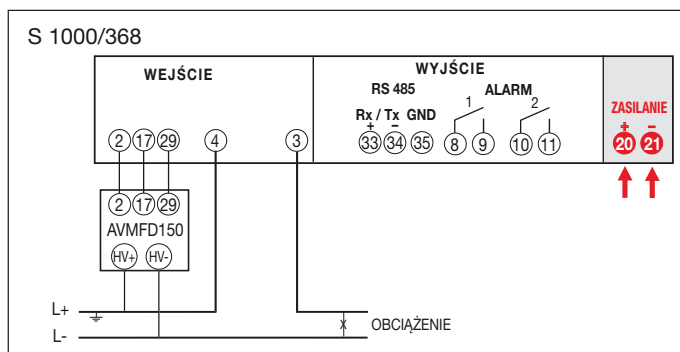 S 1000/368
WEJŚCIE
WYJŚCIE
RS 485
ALARM
ZASILANIE
Rx / Tx GND
1
2
+ −
+ −
2 17 29 4 3
33 34 35 8 9 10 11
20 21
2 17 29
AVMFD150
HV+ HV-
L+
L-
x
OBCIĄŻENIE